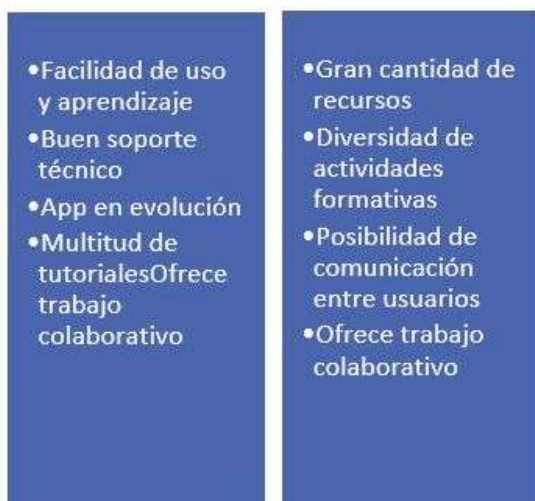 •Facilidad de uso
y aprendizaje
•Buen soporte
técnico
•App en evolución
•Multitud de
tutorialesOfrece
trabajo
colaborativo
•Gran cantidad de
recursos
•Diversidad de
actividades
formativas
•Posibilidad de
comunicación
entre usuarios
•Ofrece trabajo
colaborativo